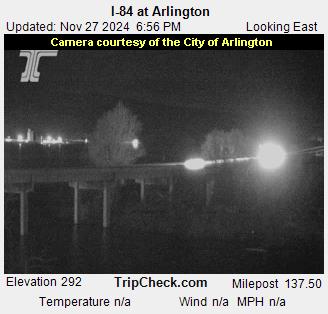 I-84 at Arlington
Updated: Nov 27 2024 6:56 PM Looking East
Camera courtesy of the City of Arlington
Elevation 292 TripCheck.com Milepost 137.50
Temperature n/a Wind n/a MPH n/a